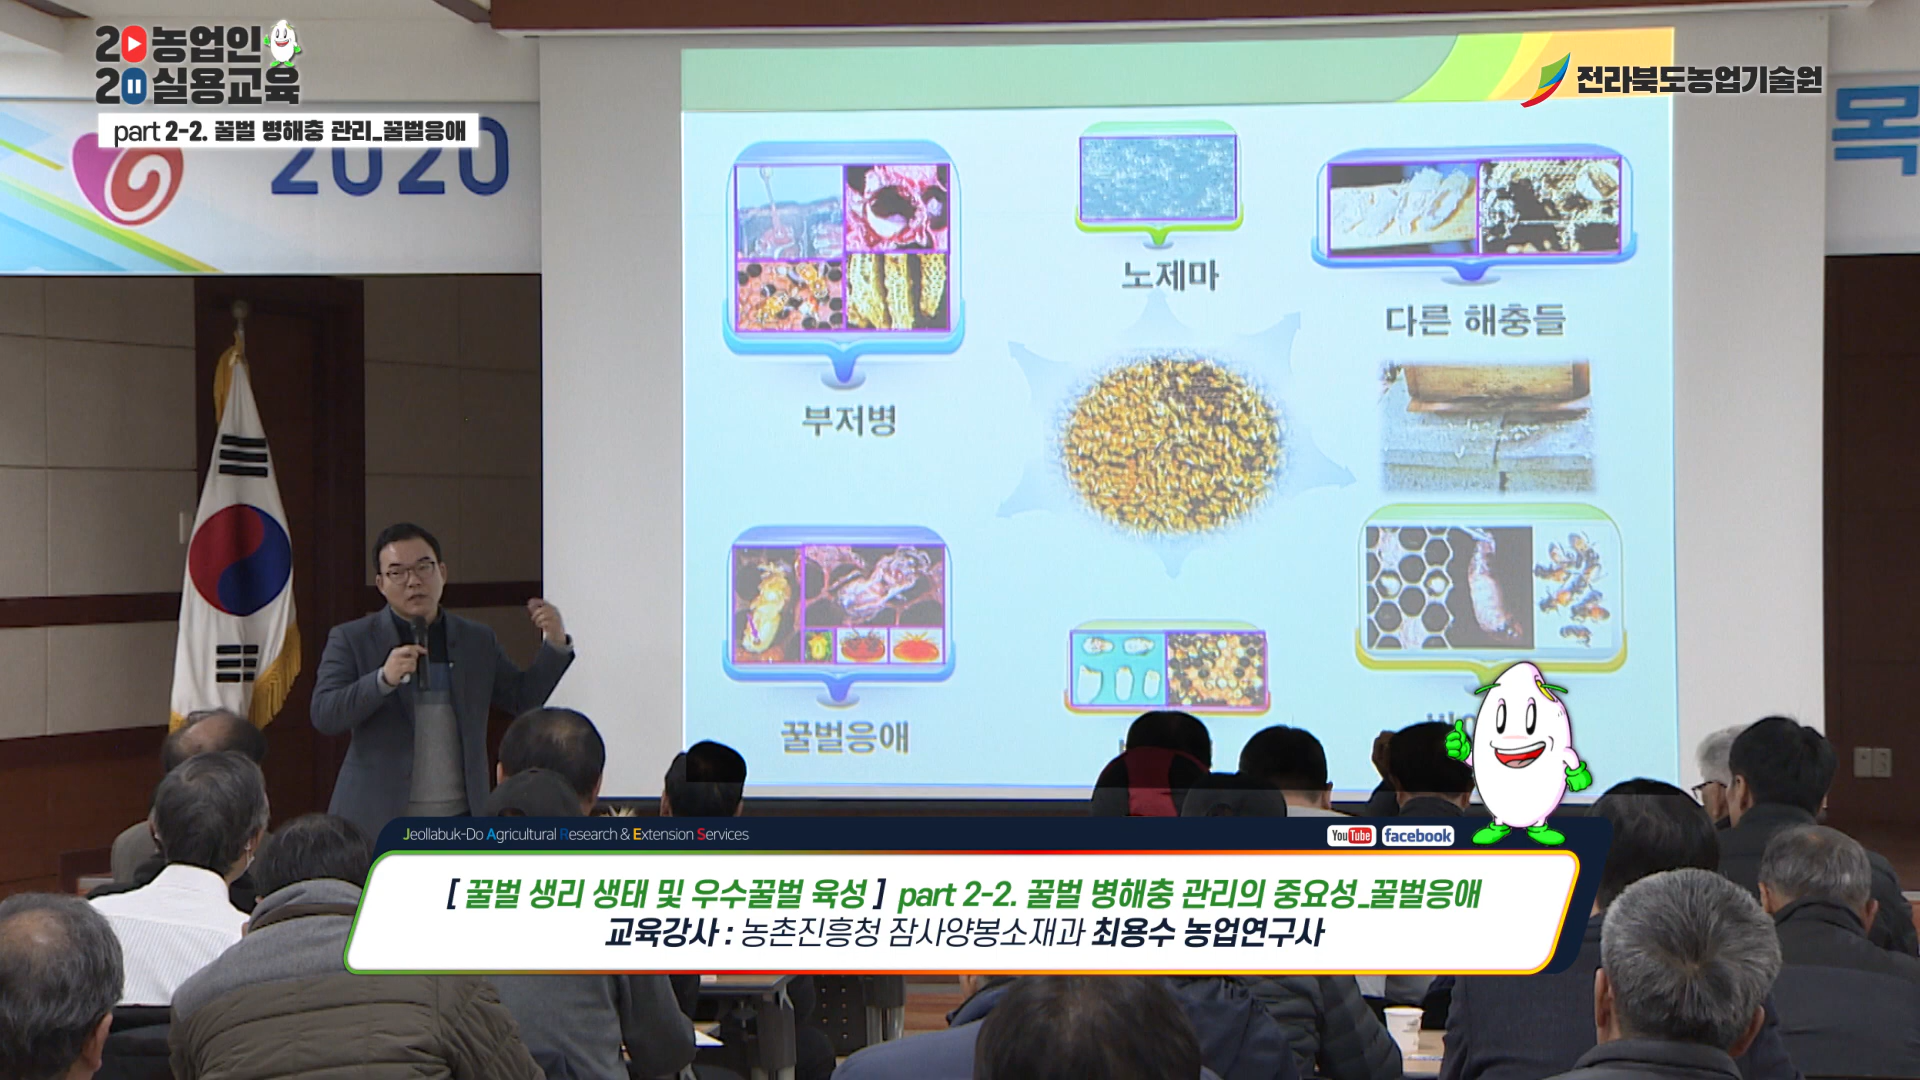 2020 농업인
실용교육
part 2-2. 꿀벌 병해충 관리_꿀벌응애
전라북도농업기술원
2020
목
노제마
다른 해충들
부저병
꿀벌응애
Jeollabuk-Do Agricultural Research & Extension Services
YouTube facebook
[ 꿀벌 생리 생태 및 우수꿀벌 육성 ] part 2-2. 꿀벌 병해충 관리의 중요성_꿀벌응애
교육강사 : 농촌진흥청 잠사양봉소재과 최용수 농업연구사